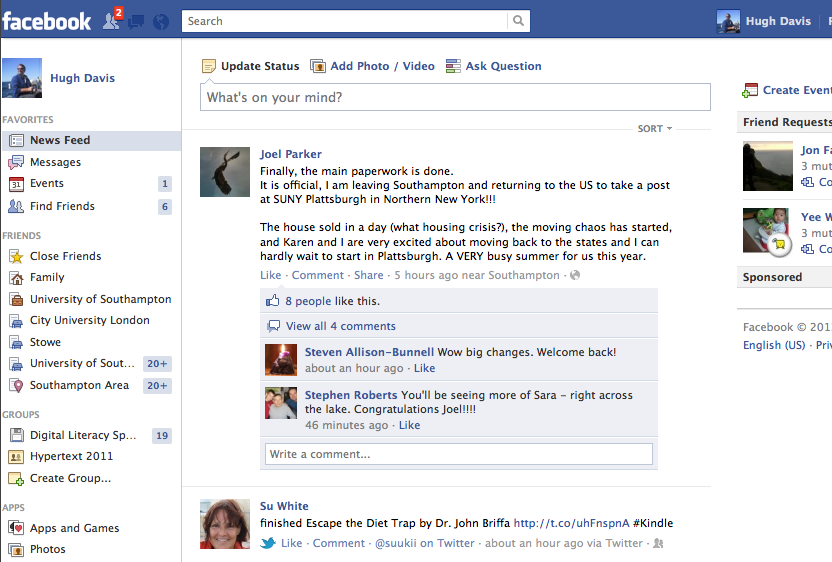 facebook
2
Search
Hugh Davis
Hugh Davis
FAVORITES
News Feed
Messages
Events 1
Find Friends 6
FRIENDS
Close Friends
Family
University of Southampton
City University London
Stowe
University of Sout... 20+
Southampton Area 20+
GROUPS
Digital Literacy Sp... 19
Hypertext 2011
Create Group...
APPS
Apps and Games
Photos
Update Status Add Photo / Video Ask Question
What's on your mind?
SORT
Joel Parker
Finally, the main paperwork is done.
It is official, I am leaving Southampton and returning to the US to take a post
at SUNY Plattsburgh in Northern New York!!!
The house sold in a day (what housing crisis?), the moving chaos has started,
and Karen and I are very excited about moving back to the states and I can
hardly wait to start in Plattsburgh. A VERY busy summer for us this year.
Like · Comment · Share · 5 hours ago near Southampton ·
8 people like this.
View all 4 comments
Steven Allison-Bunnell Wow big changes. Welcome back!
about an hour ago · Like
Stephen Roberts You'll be seeing more of Sara – right across
the lake. Congratulations Joel!!!!
46 minutes ago · Like
Write a comment...
Su White
finished Escape the Diet Trap by Dr. John Briffa http://t.co/uhFnspnA #Kindle
Like · Comment · @suukii on Twitter · about an hour ago via Twitter ·
Create Event
Friend Requests
Jon Fa
3 mut
Co
Yee W
3 mut
Co
Sponsored
Facebook © 201
English (US) · Priv